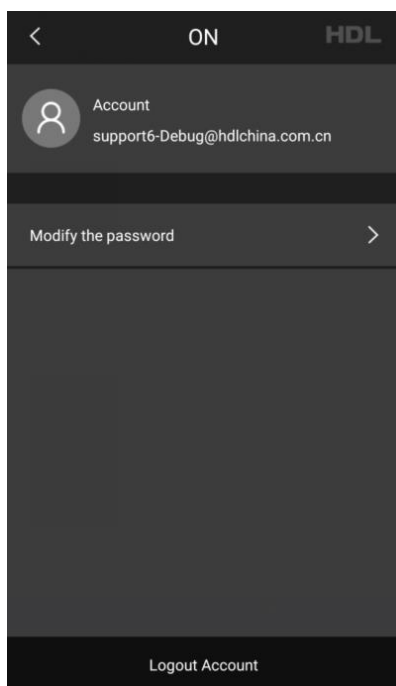 ON
HDL
Account
support6-Debug@hdlchina.com.cn
Modify the password
Logout Account